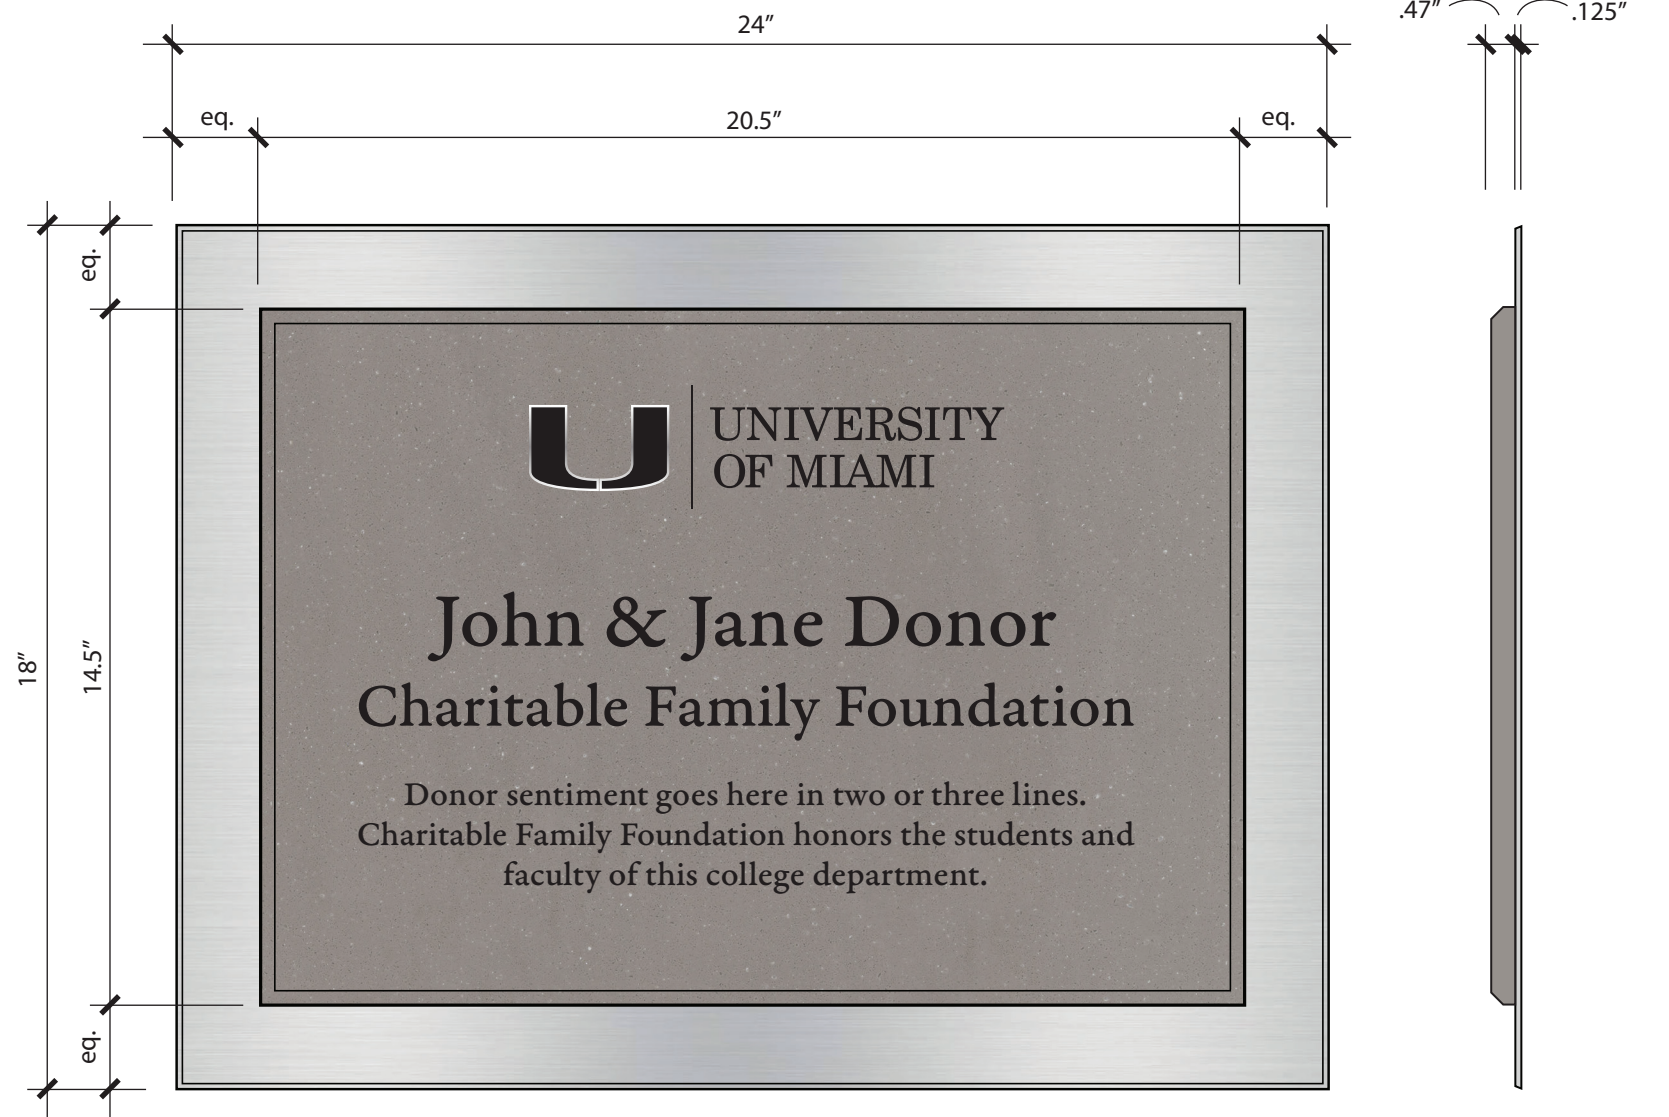 .47” .125”
24”
eq. 20.5” eq.
eq.
UNIVERSITY
OF MIAMI
John & Jane Donor
18” 14.5”
Charitable Family Foundation
Donor sentiment goes here in two or three lines.
Charitable Family Foundation honors the students and
faculty of this college department.
eq.